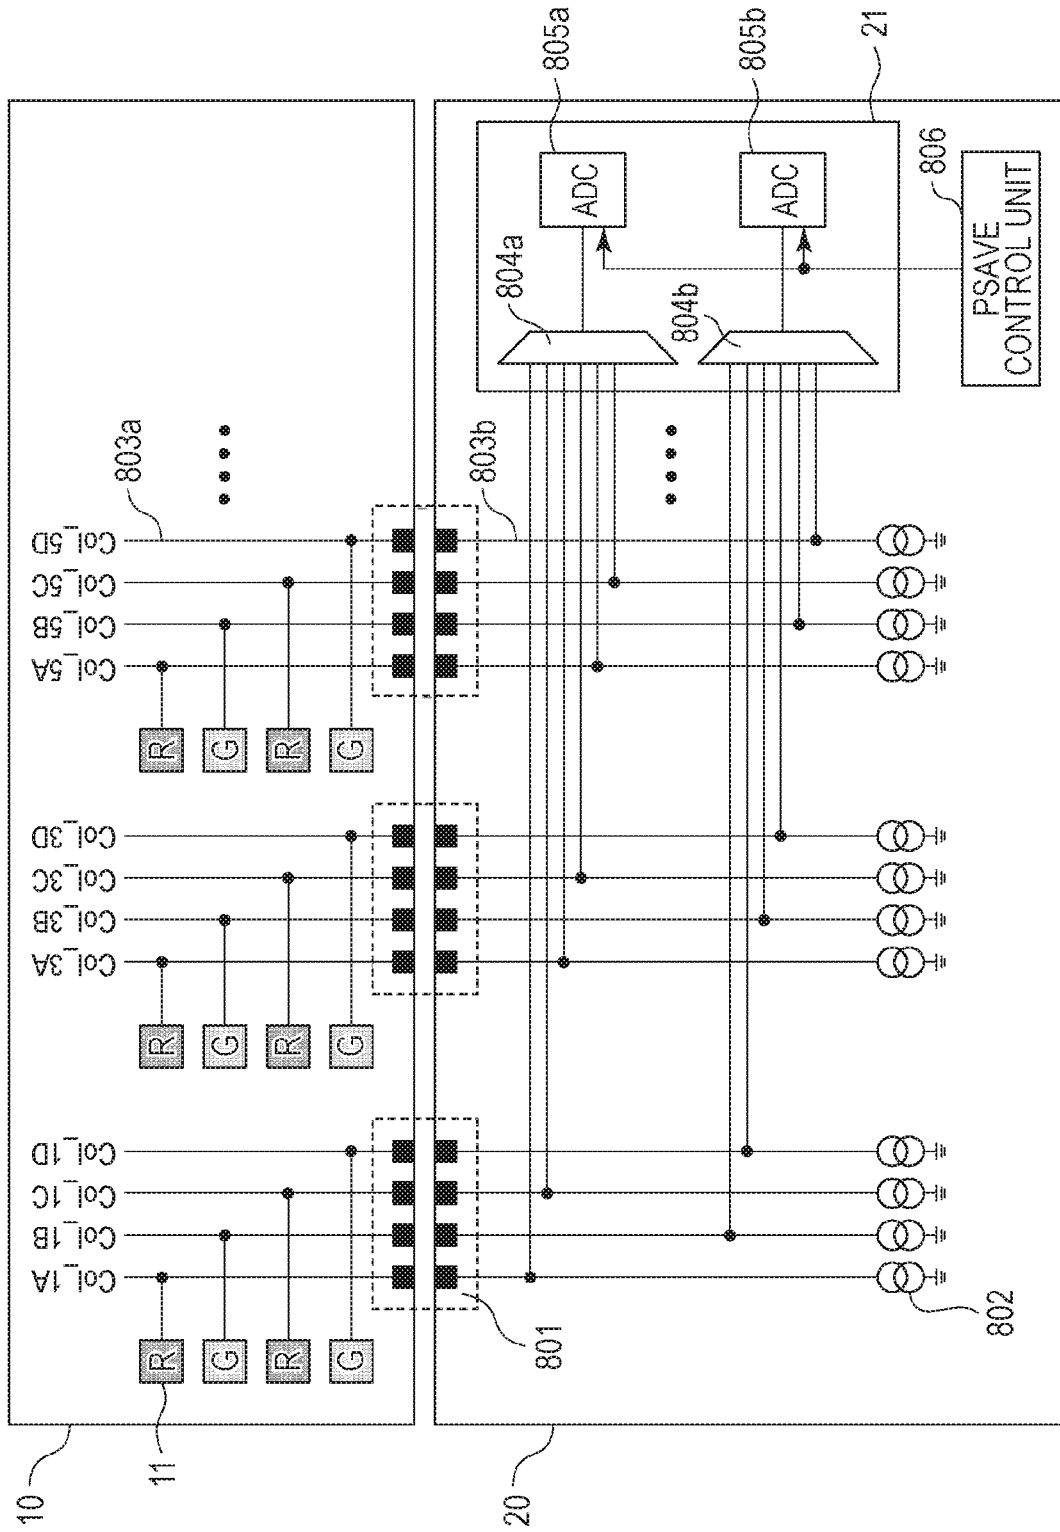 10
11
Col_1A
Col_1B
Col_1C
Col_1D
R
G
R
G
Col_3A
Col_3B
Col_3C
Col_3D
R
G
R
G
Col_5A
Col_5B
Col_5C
Col_5D
R
G
R
G
803a
20
801
802
803b
804a
804b
ADC
805a
ADC
805b
21
806
PSAVE
CONTROL UNIT